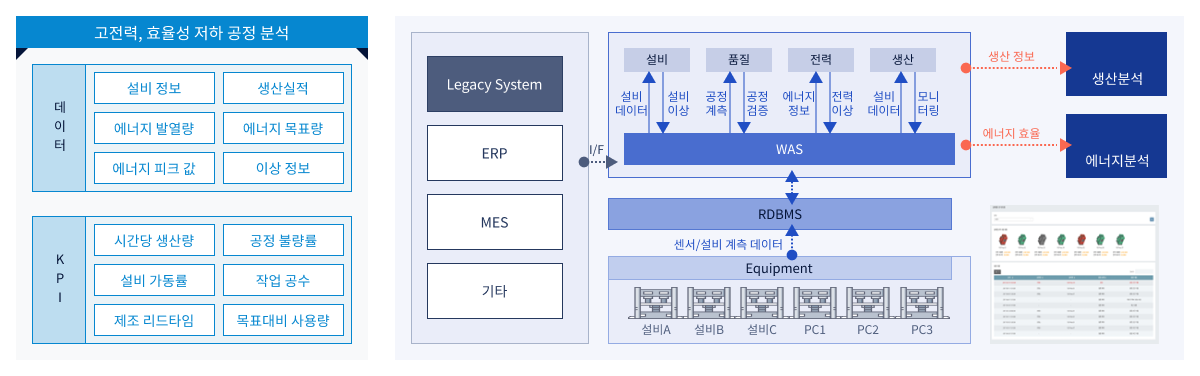 고전력, 효율성 저하 공정 분석
데
이
터
설비 정보
생산실적
에너지 발열량
에너지 목표량
에너지 피크 값
이상 정보
K
P
I
시간당 생산량
공정 불량률
설비 가동률
작업 공수
제조 리드타임
목표대비 사용량
Legacy System
ERP
MES
기타
I/F
설비
품질
전력
생산
설비
데이터
설비
이상
공정
계측
공정
검증
에너지
정보
전력
이상
설비
데이터
모니
터링
WAS
RDBMS
센서/설비 계측 데이터
Equipment
설비A
설비B
설비C
PC1
PC2
PC3
생산 정보
생산분석
에너지 효율
에너지분석